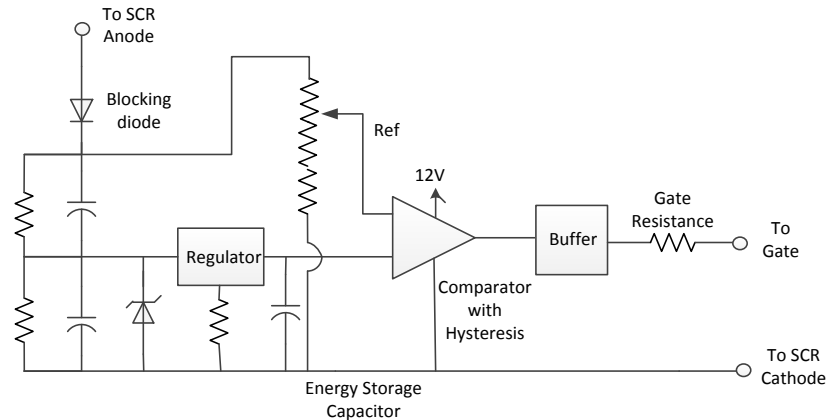 To SCR
Anode
Blocking
diode
Ref
12V
Gate
Resistance
To
Gate
Regulator
Buffer
Comparator
with
Hysteresis
To SCR
Cathode
Energy Storage
Capacitor